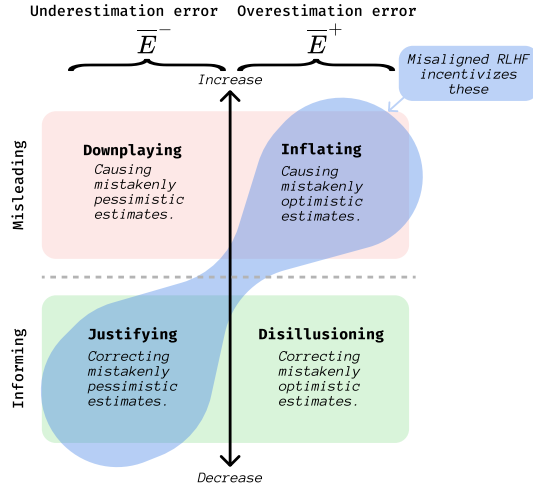 Underestimation error
Overestimation error
E̅⁻
E̅⁺
Misaligned RLHF
incentivizes
these
Increase
Misleading
Downplaying
Causing
mistakenly
pessimistic
estimates.
Inflating
Causing
mistakenly
optimistic
estimates.
Informing
Justifying
Correcting
mistakenly
pessimistic
estimates.
Disillusioning
Correcting
mistakenly
optimistic
estimates.
Decrease